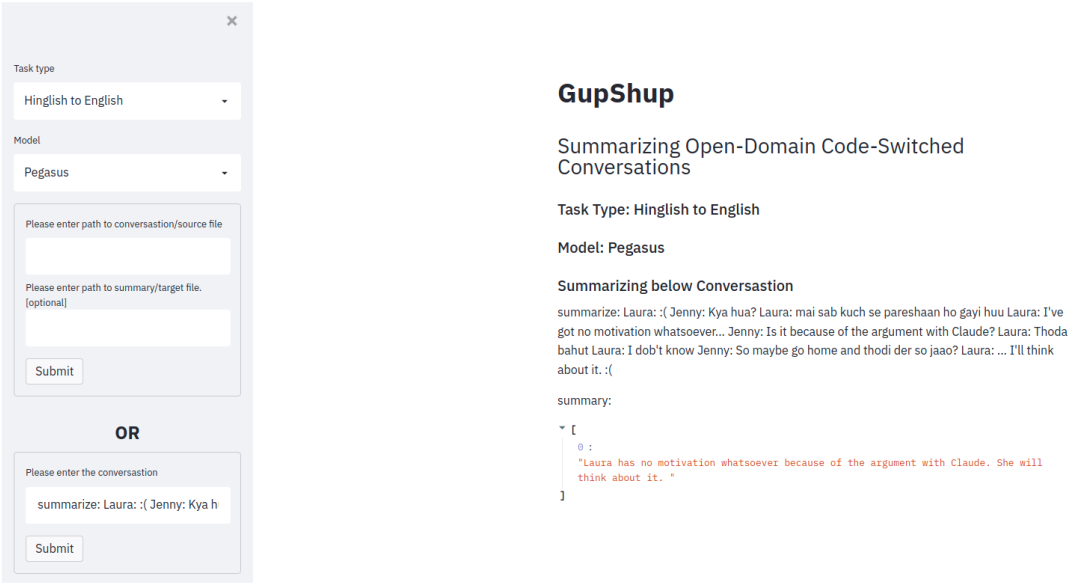 ×
Task type
Hinglish to English
Model
Pegasus
Please enter path to conversastion/source file
Please enter path to summary/target file.
[optional]
Submit
OR
Please enter the conversastion
summarize: Laura: :( Jenny: Kya h
Submit
GupShup
Summarizing Open-Domain Code-Switched
Conversations
Task Type: Hinglish to English
Model: Pegasus
Summarizing below Conversastion
summarize: Laura: :( Jenny: Kya hua? Laura: mai sab kuch se pareshaan ho gayi huu Laura: I've
got no motivation whatsoever... Jenny: Is it because of the argument with Claude? Laura: Thoda
bahut Laura: I dob't know Jenny: So maybe go home and thodi der so jaao? Laura: ... I'll think
about it. :(
summary:
[
0 :
"Laura has no motivation whatsoever because of the argument with Claude. She will
think about it. "
]